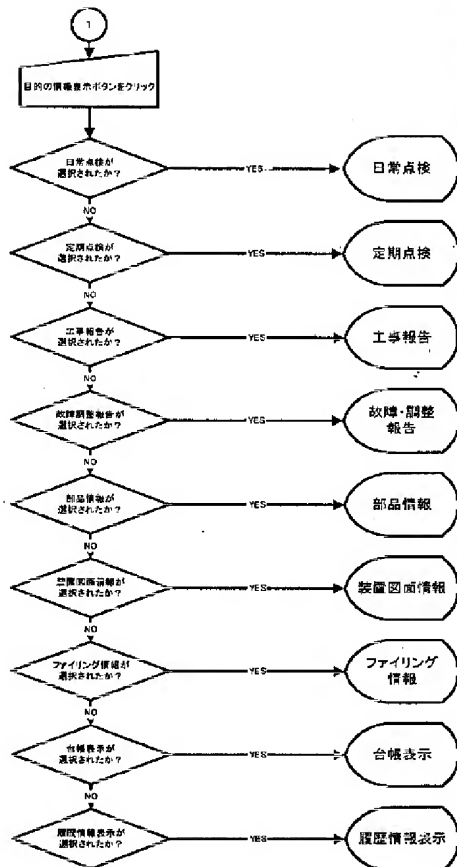 1
目的の情報表示ボタンをクリック
日常点検が
選択されたか？
YES
日常点検
NO
定期点検が
選択されたか？
YES
定期点検
NO
工事報告が
選択されたか？
YES
工事報告
NO
故障調整報告が
選択されたか？
YES
故障・調整
報告
NO
部品情報が
選択されたか？
YES
部品情報
NO
装置図面情報が
選択されたか？
YES
装置図面情報
NO
ファイリング情報が
選択されたか？
YES
ファイリング
情報
NO
台帳表示が
選択されたか？
YES
台帳表示
NO
履歴情報表示が
選択されたか？
YES
履歴情報表示